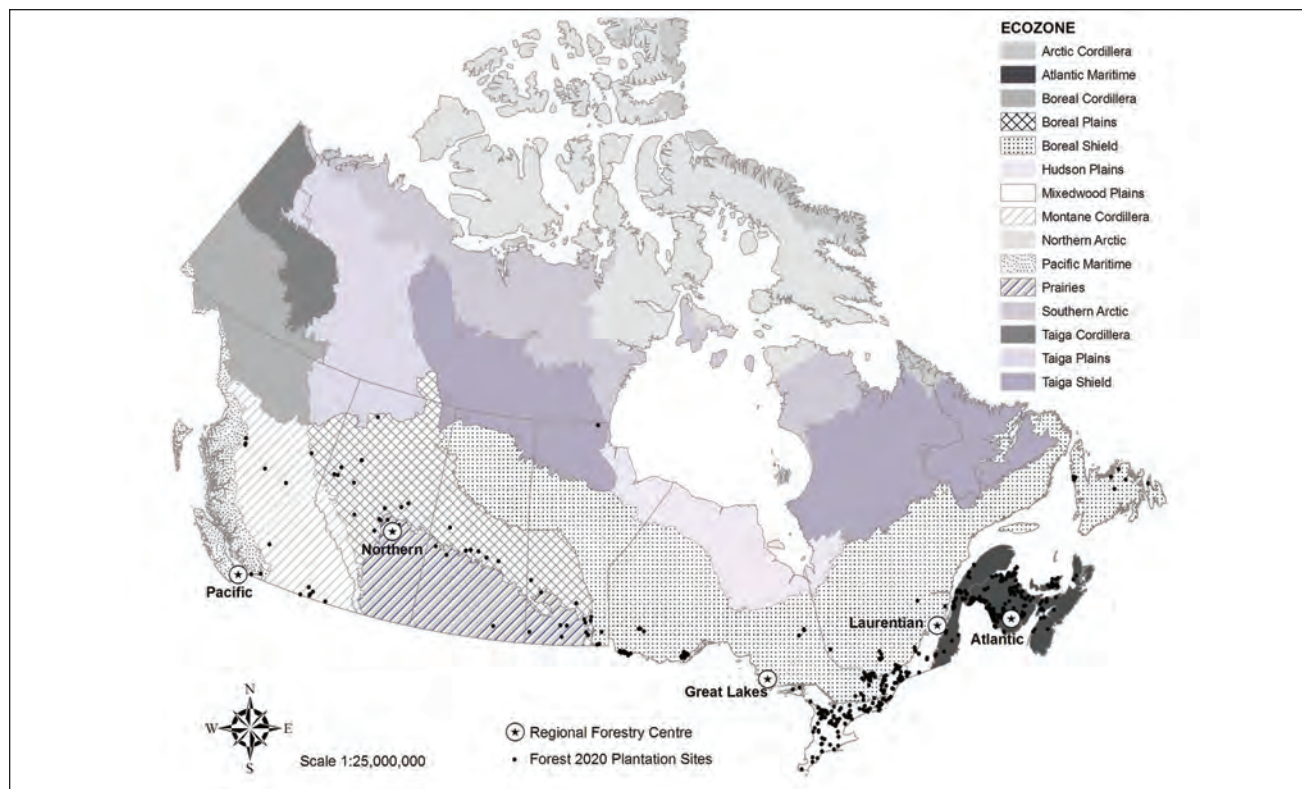 ECOZONE
Arctic Cordillera
Atlantic Maritime
Boreal Cordillera
Boreal Plains
Boreal Shield
Hudson Plains
Mixedwood Plains
Montane Cordillera
Northern Arctic
Pacific Maritime
Prairies
Southern Arctic
Taiga Cordillera
Taiga Plains
Taiga Shield
Northern
Pacific
Laurentian
Atlantic
Great Lakes
N
W E
S
Scale 1:25,000,000
Regional Forestry Centre
Forest 2020 Plantation Sites